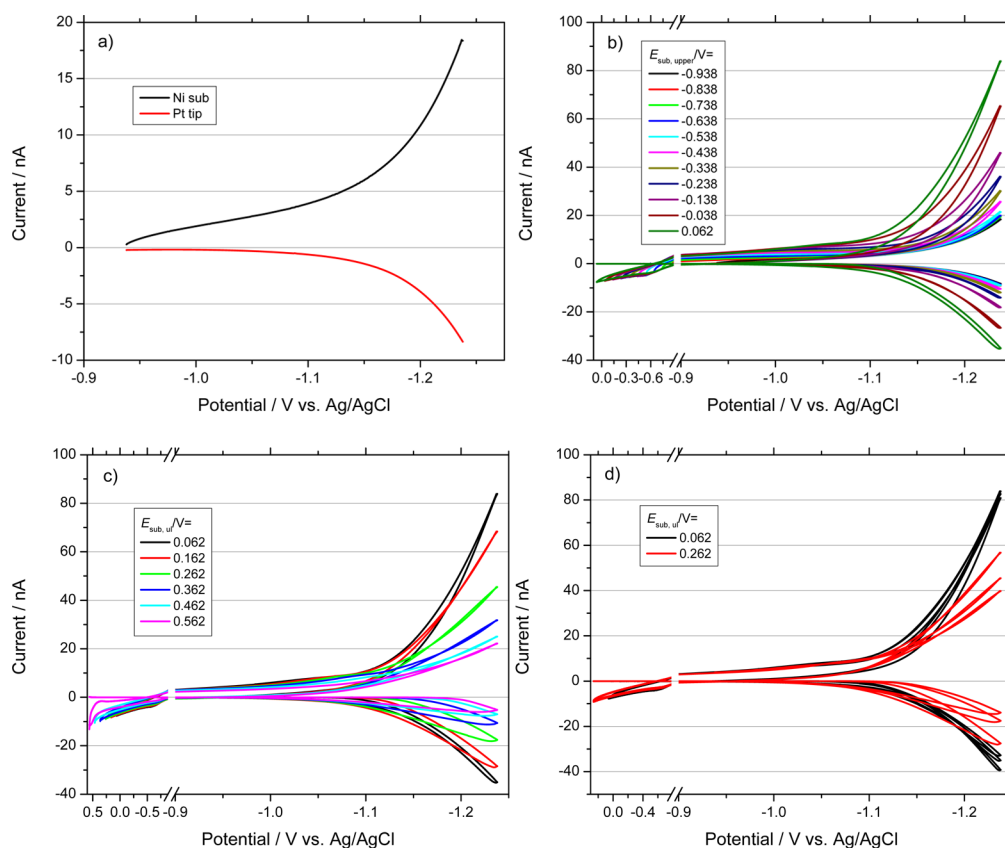 a)
Ni sub
Pt tip
20
15
10
5
0
-5
-10
-0.9 -1.0 -1.1 -1.2
Current / nA
Potential / V vs. Ag/AgCl
b)
E sub, upper/V=
-0.938
-0.838
-0.738
-0.638
-0.538
-0.438
-0.338
-0.238
-0.138
-0.038
0.062
100
80
60
40
20
0
-20
-40
0.0 -0.3 -0.6 -0.9 -1.0 -1.1 -1.2
Current / nA
Potential / V vs. Ag/AgCl
c)
E sub, ul/V=
0.062
0.162
0.262
0.362
0.462
0.562
100
80
60
40
20
0
-20
-40
0.5 0.0 -0.5 -0.9 -1.0 -1.1 -1.2
Current / nA
Potential / V vs. Ag/AgCl
d)
E sub, ul/V=
0.062
0.262
100
80
60
40
20
0
-20
-40
0.0 -0.4 -0.9 -1.0 -1.1 -1.2
Current / nA
Potential / V vs. Ag/AgCl